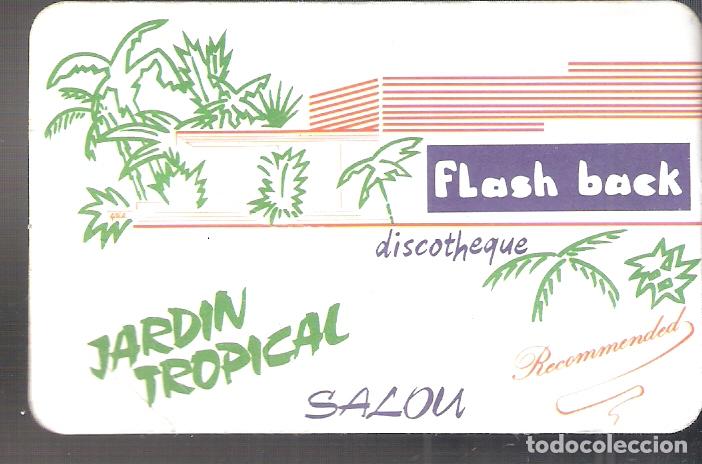 FLash back
discotheque
JARDIN
TROPICAL
Recommended
SALOU
todocoleccion